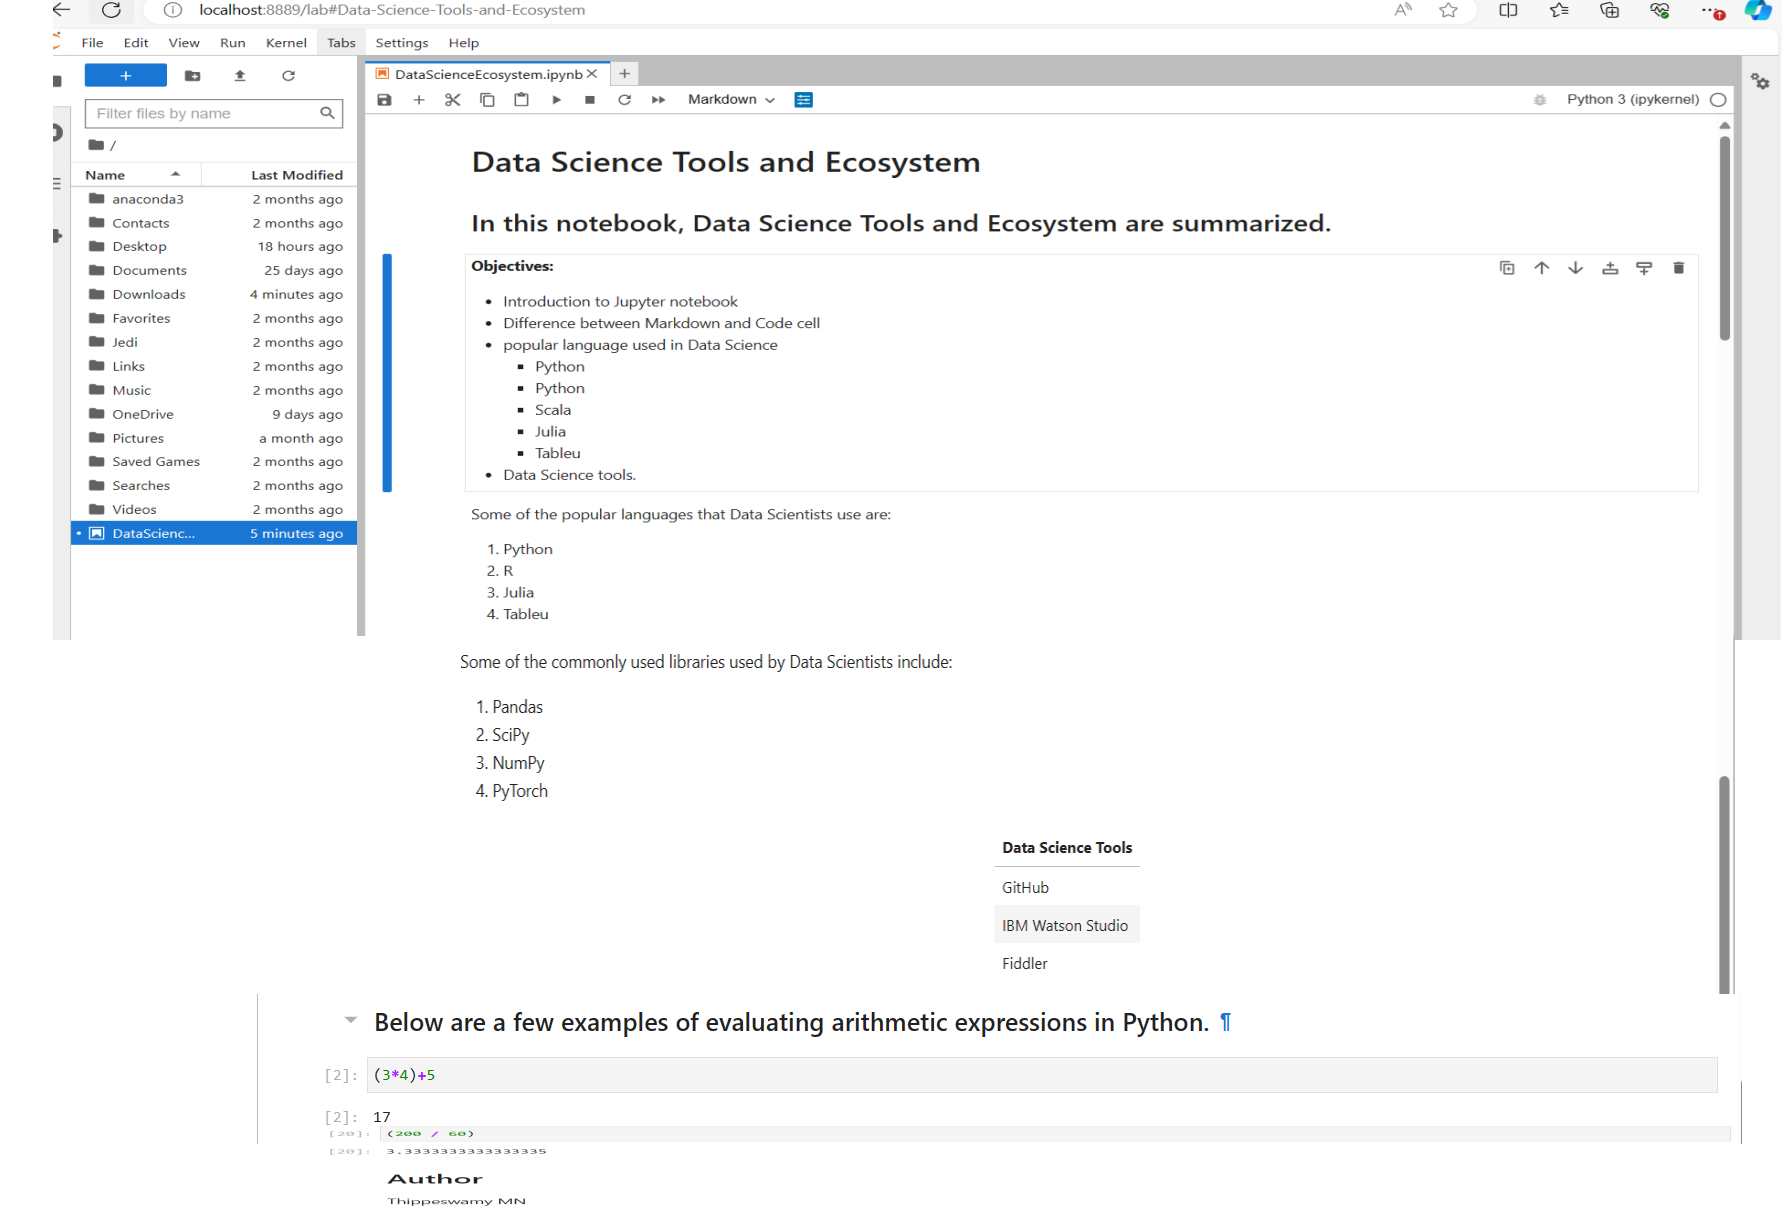 localhost:8889/lab#Data-Science-Tools-and-Ecosystem
File Edit View Run Kernel Tabs Settings Help
DataScienceEcosystem.ipynb
Markdown
Python 3 (ipykernel)
Filter files by name
/
Name Last Modified
anaconda3 2 months ago
Contacts 2 months ago
Desktop 18 hours ago
Documents 25 days ago
Downloads 4 minutes ago
Favorites 2 months ago
Jedi 2 months ago
Links 2 months ago
Music 2 months ago
OneDrive 9 days ago
Pictures a month ago
Saved Games 2 months ago
Searches 2 months ago
Videos 2 months ago
DataScienc... 5 minutes ago
Data Science Tools and Ecosystem
In this notebook, Data Science Tools and Ecosystem are summarized.
Objectives:
• Introduction to Jupyter notebook
• Difference between Markdown and Code cell
• popular language used in Data Science
▪ Python
▪ Python
▪ Scala
▪ Julia
▪ Tableu
• Data Science tools.
Some of the popular languages that Data Scientists use are:
1. Python
2. R
3. Julia
4. Tableu
Some of the commonly used libraries used by Data Scientists include:
1. Pandas
2. SciPy
3. NumPy
4. PyTorch
Data Science Tools
GitHub
IBM Watson Studio
Fiddler
Below are a few examples of evaluating arithmetic expressions in Python. ¶
[2]: (3*4)+5
[2]: 17
[20]: (200 / 60)
[20]: 3.3333333333333335
Author
Thippeswamy MN